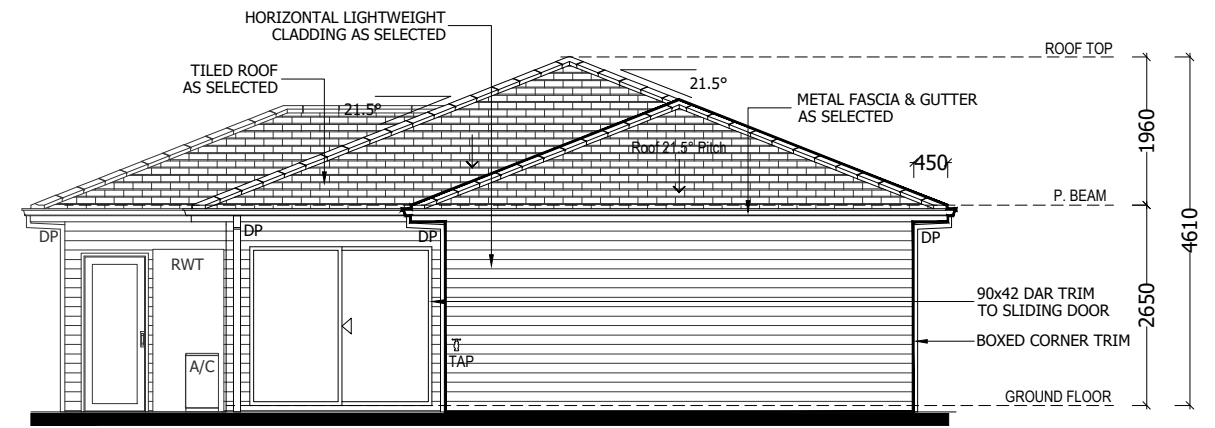 HORIZONTAL LIGHTWEIGHT
CLADDING AS SELECTED
ROOF TOP
TILED ROOF
AS SELECTED
21.5°
21.5°
METAL FASCIA & GUTTER
AS SELECTED
1960
Roof 21.5° Pitch
450
P. BEAM
4610
DP
DP
DP
DP
RWT
90x42 DAR TRIM
TO SLIDING DOOR
2650
BOXED CORNER TRIM
TAP
A/C
GROUND FLOOR